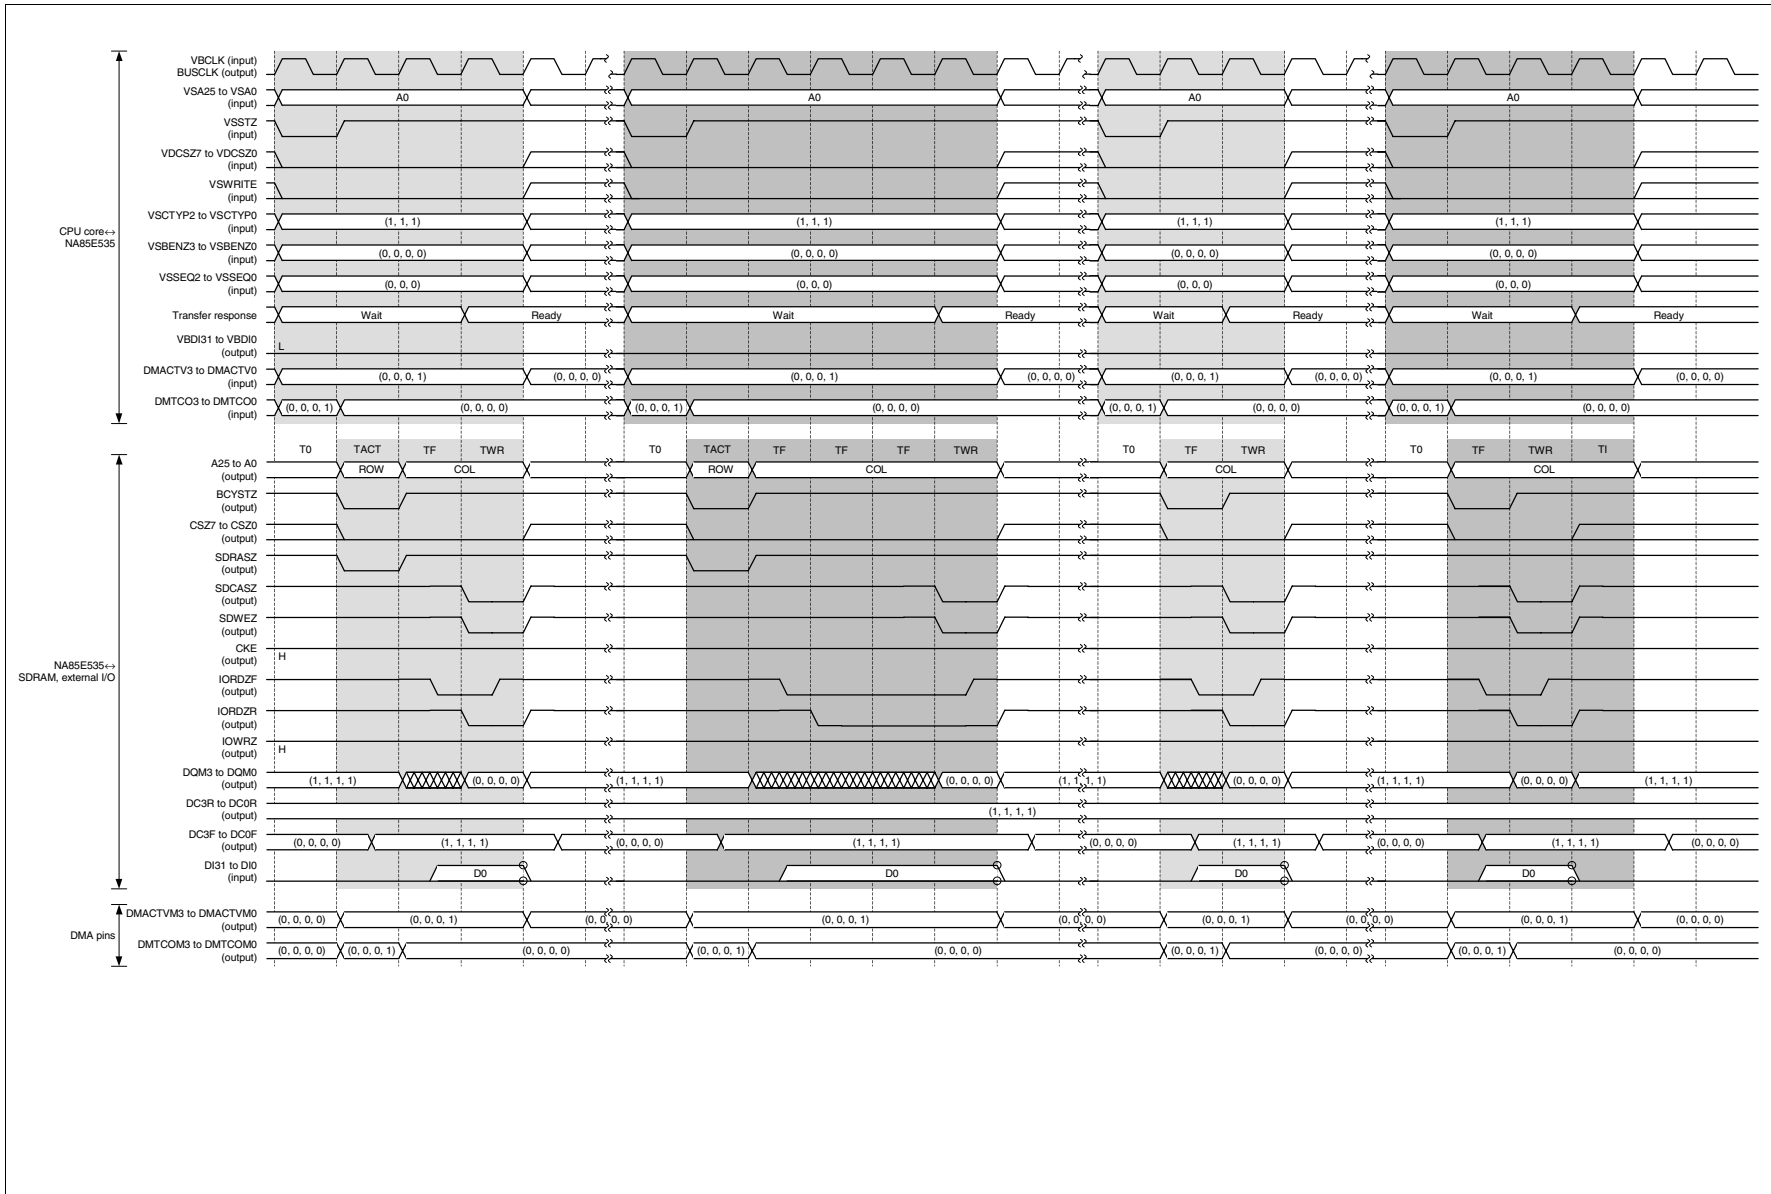 VBCLK (input)
BUSCLK (output)
VSA25 to VSA0
(input)
A0 A0 A0 A0
VSSTZ
(input)
VDCSZ7 to VDCSZ0
(input)
VSWRITE
(input)
VSCTYP2 to VSCTYP0
(input)
(1, 1, 1) (1, 1, 1) (1, 1, 1) (1, 1, 1)
CPU core↔
NA85E535
VSBENZ3 to VSBENZ0
(input)
(0, 0, 0, 0) (0, 0, 0, 0) (0, 0, 0, 0) (0, 0, 0, 0)
VSSEQ2 to VSSEQ0
(input)
(0, 0, 0) (0, 0, 0) (0, 0, 0) (0, 0, 0)
Transfer response Wait Ready Wait Ready Wait Ready Wait Ready
VBDI31 to VBDI0
(output)
L
DMACTV3 to DMACTV0
(input)
(0, 0, 0, 1) (0, 0, 0, 0) (0, 0, 0, 1) (0, 0, 0, 0) (0, 0, 0, 1) (0, 0, 0, 0) (0, 0, 0, 1) (0, 0, 0, 0)
DMTCO3 to DMTCO0
(input)
(0, 0, 0, 1) (0, 0, 0, 0) (0, 0, 0, 1) (0, 0, 0, 0) (0, 0, 0, 1) (0, 0, 0, 0) (0, 0, 0, 1) (0, 0, 0, 0)
T0 TACT TF TWR T0 TACT TF TF TF TWR T0 TF TWR T0 TF TWR TI
A25 to A0
(output)
ROW COL ROW COL COL COL
BCYSTZ
(output)
CSZ7 to CSZ0
(output)
SDRASZ
(output)
SDCASZ
(output)
SDWEZ
(output)
CKE
(output)
H
NA85E535↔
SDRAM, external I/O
IORDZF
(output)
IORDZR
(output)
IOWRZ
(output)
H
DQM3 to DQM0
(output)
(1, 1, 1, 1) (0, 0, 0, 0) (1, 1, 1, 1) (0, 0, 0, 0) (1, 1, 1, 1) (0, 0, 0, 0) (1, 1, 1, 1) (0, 0, 0, 0) (1, 1, 1, 1)
DC3R to DC0R
(output)
(1, 1, 1, 1)
DC3F to DC0F
(output)
(0, 0, 0, 0) (1, 1, 1, 1) (0, 0, 0, 0) (1, 1, 1, 1) (0, 0, 0, 0) (1, 1, 1, 1) (0, 0, 0, 0) (1, 1, 1, 1) (0, 0, 0, 0)
DI31 to DI0
(input)
D0 D0 D0 D0
DMACTVM3 to DMACTVM0
(output)
(0, 0, 0, 0) (0, 0, 0, 1) (0, 0, 0, 0) (0, 0, 0, 1) (0, 0, 0, 0) (0, 0, 0, 1) (0, 0, 0, 0) (0, 0, 0, 1) (0, 0, 0, 0)
DMA pins
DMTCOM3 to DMTCOM0
(output)
(0, 0, 0, 0) (0, 0, 0, 1) (0, 0, 0, 0) (0, 0, 0, 1) (0, 0, 0, 0) (0, 0, 0, 1) (0, 0, 0, 0) (0, 0, 0, 1) (0, 0, 0, 0)